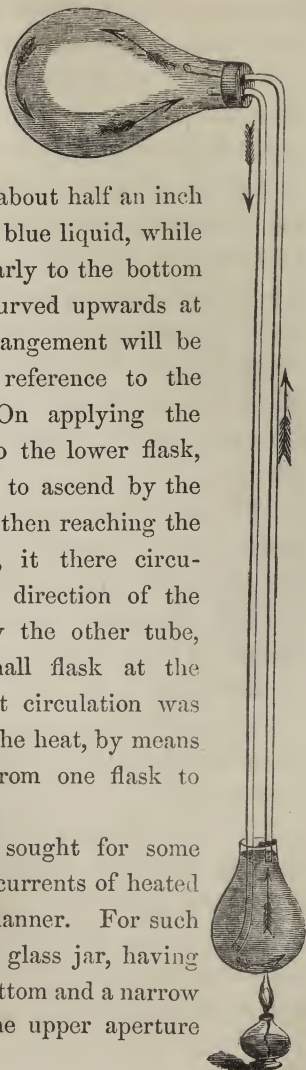 about half an inch
blue liquid, while
arly to the bottom
urved upwards at
angement will be
reference to the
On applying the
o the lower flask,
to ascend by the
then reaching the
, it there circu-
direction of the
y the other tube,
nall flask at the
t circulation was
he heat, by means
rom one flask to
sought for some
currents of heated
anner. For such
glass jar, having
ttom and a narrow
ne upper aperture